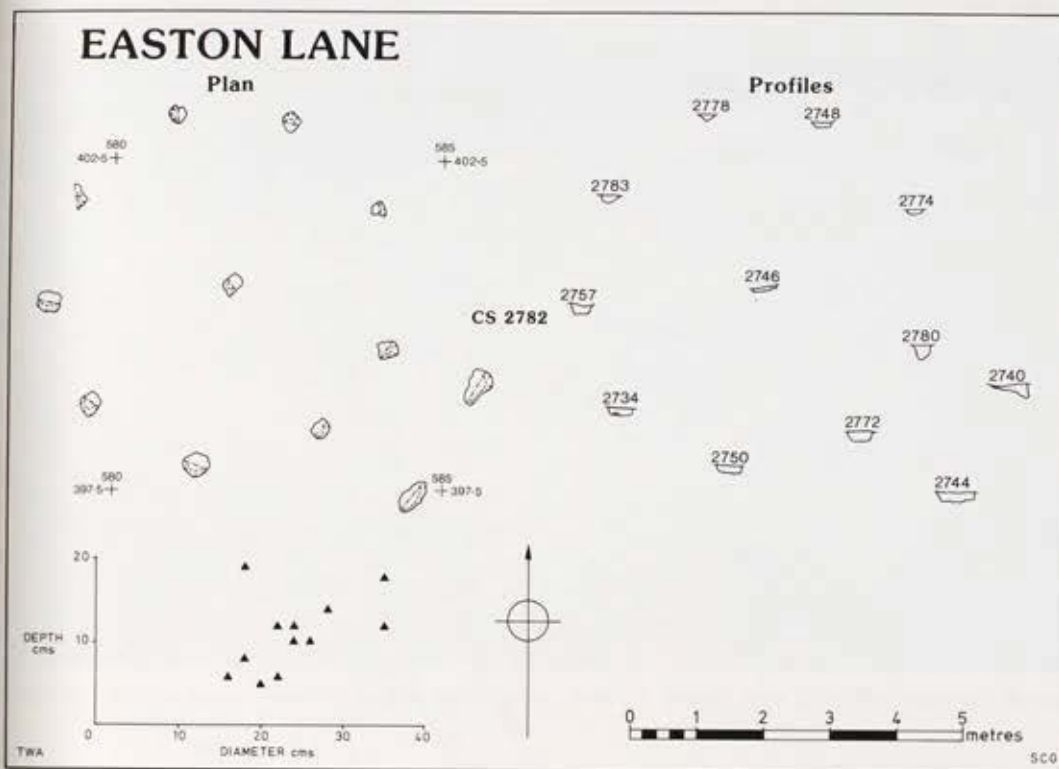 EASTON LANE
Plan
Profiles
2778
2748
580
402·5
585
402·5
2783
2774
2746
2757
CS 2782
2780
2740
2734
2772
2750
580
397·5
585
397·5
2744
20
10
DEPTH
cms
0 10 20 30 40
DIAMETER cms
0 1 2 3 4 5
metres
TWA
SCG